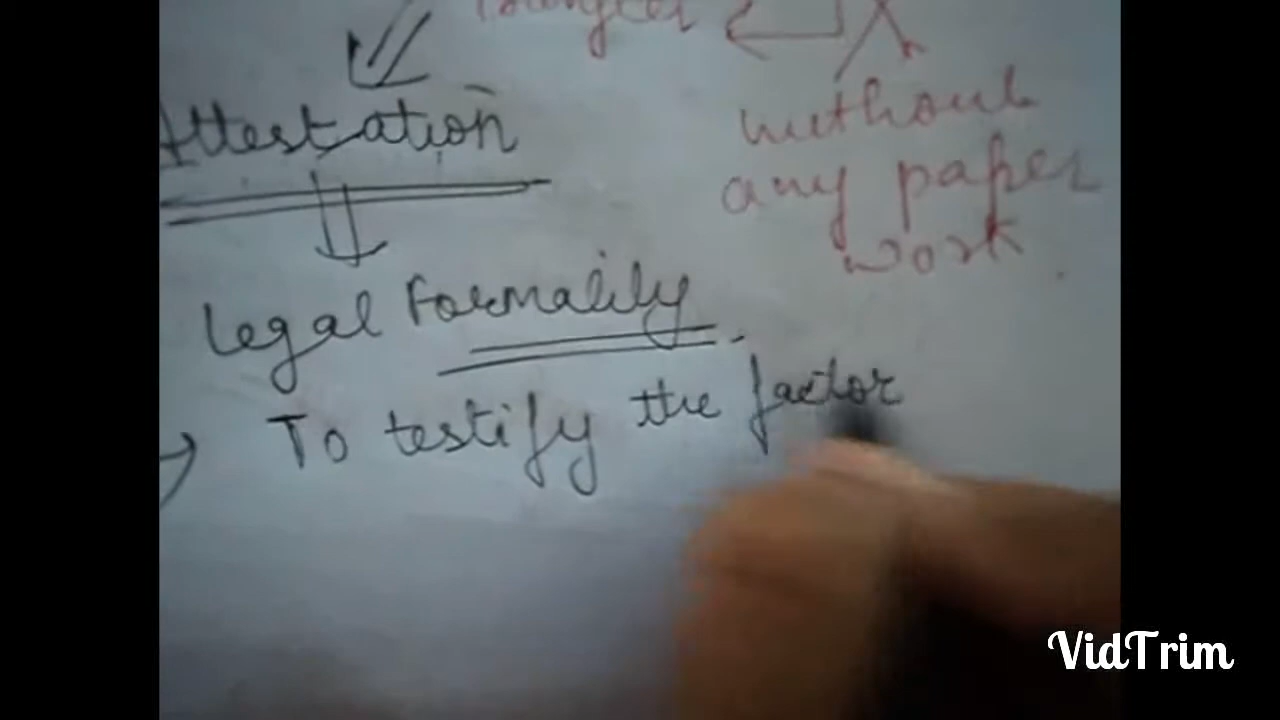 Attestation
without
any paper
work
Legal Formality
To testify the factor
VidTrim